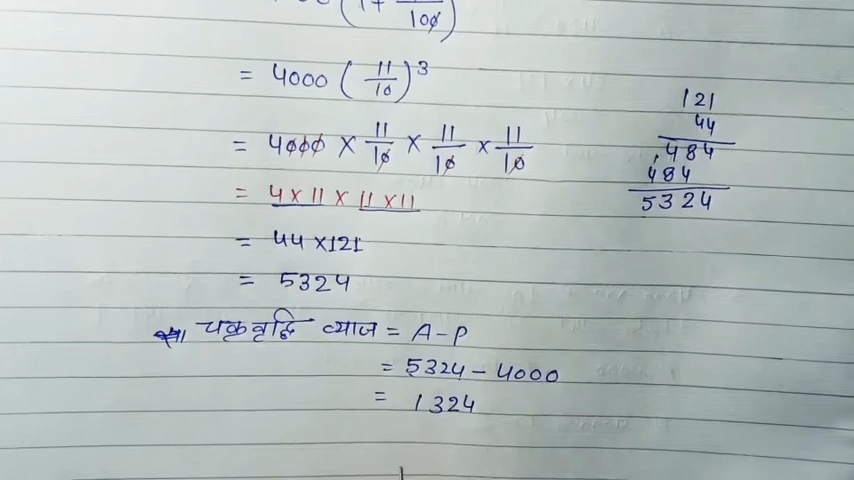 100
= 4000 ( 11/10 )³
= 4000 × 11/10 × 11/10 × 11/10
= 4 × 11 × 11 × 11
= 44 × 121
= 5324
चक्रवृद्धि ब्याज = A - P
= 5324 - 4000
= 1324
121
44
484
484
5324